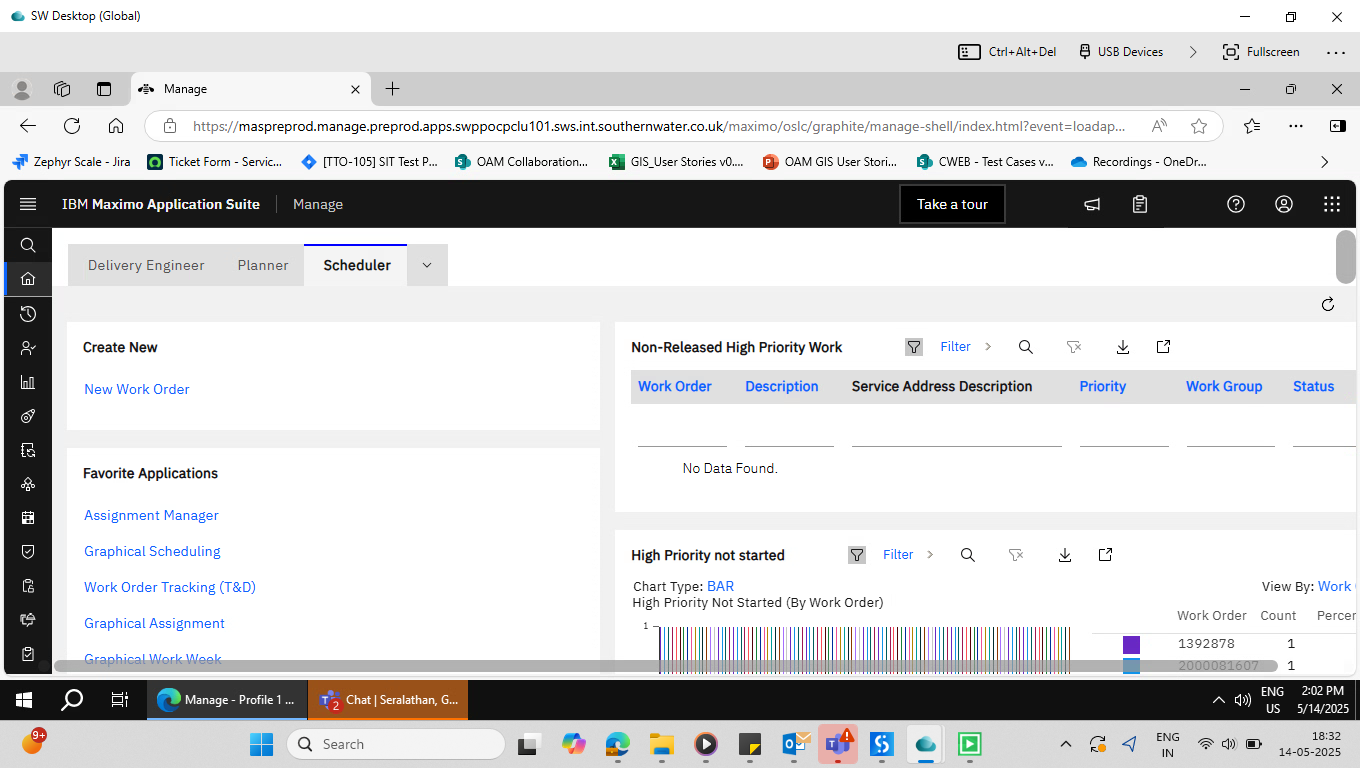 SW Desktop (Global)
Ctrl+Alt+Del USB Devices Fullscreen
Manage
https://maspreprod.manage.preprod.apps.swppocpclu101.sws.int.southernwater.co.uk/maximo/oslc/graphite/manage-shell/index.html?event=loadap...
Zephyr Scale - Jira Ticket Form - Servic... [TTO-105] SIT Test P... OAM Collaboration... GIS_User Stories v0.... OAM GIS User Stori... CWEB - Test Cases v... Recordings - OneDr...
IBM Maximo Application Suite Manage Take a tour
Delivery Engineer Planner Scheduler
Create New
New Work Order
Favorite Applications
Assignment Manager
Graphical Scheduling
Work Order Tracking (T&D)
Graphical Assignment
Graphical Work Week
Non-Released High Priority Work Filter
Work Order Description Service Address Description Priority Work Group Status
No Data Found.
High Priority not started Filter
Chart Type: BAR View By: Work
High Priority Not Started (By Work Order)
1
Work Order Count Percer
1392878 1
2000081607 1
Manage - Profile 1 ... 2 Chat | Seralathan, G... ENG US 2:02 PM 5/14/2025
9+ Search ENG IN 18:32 14-05-2025